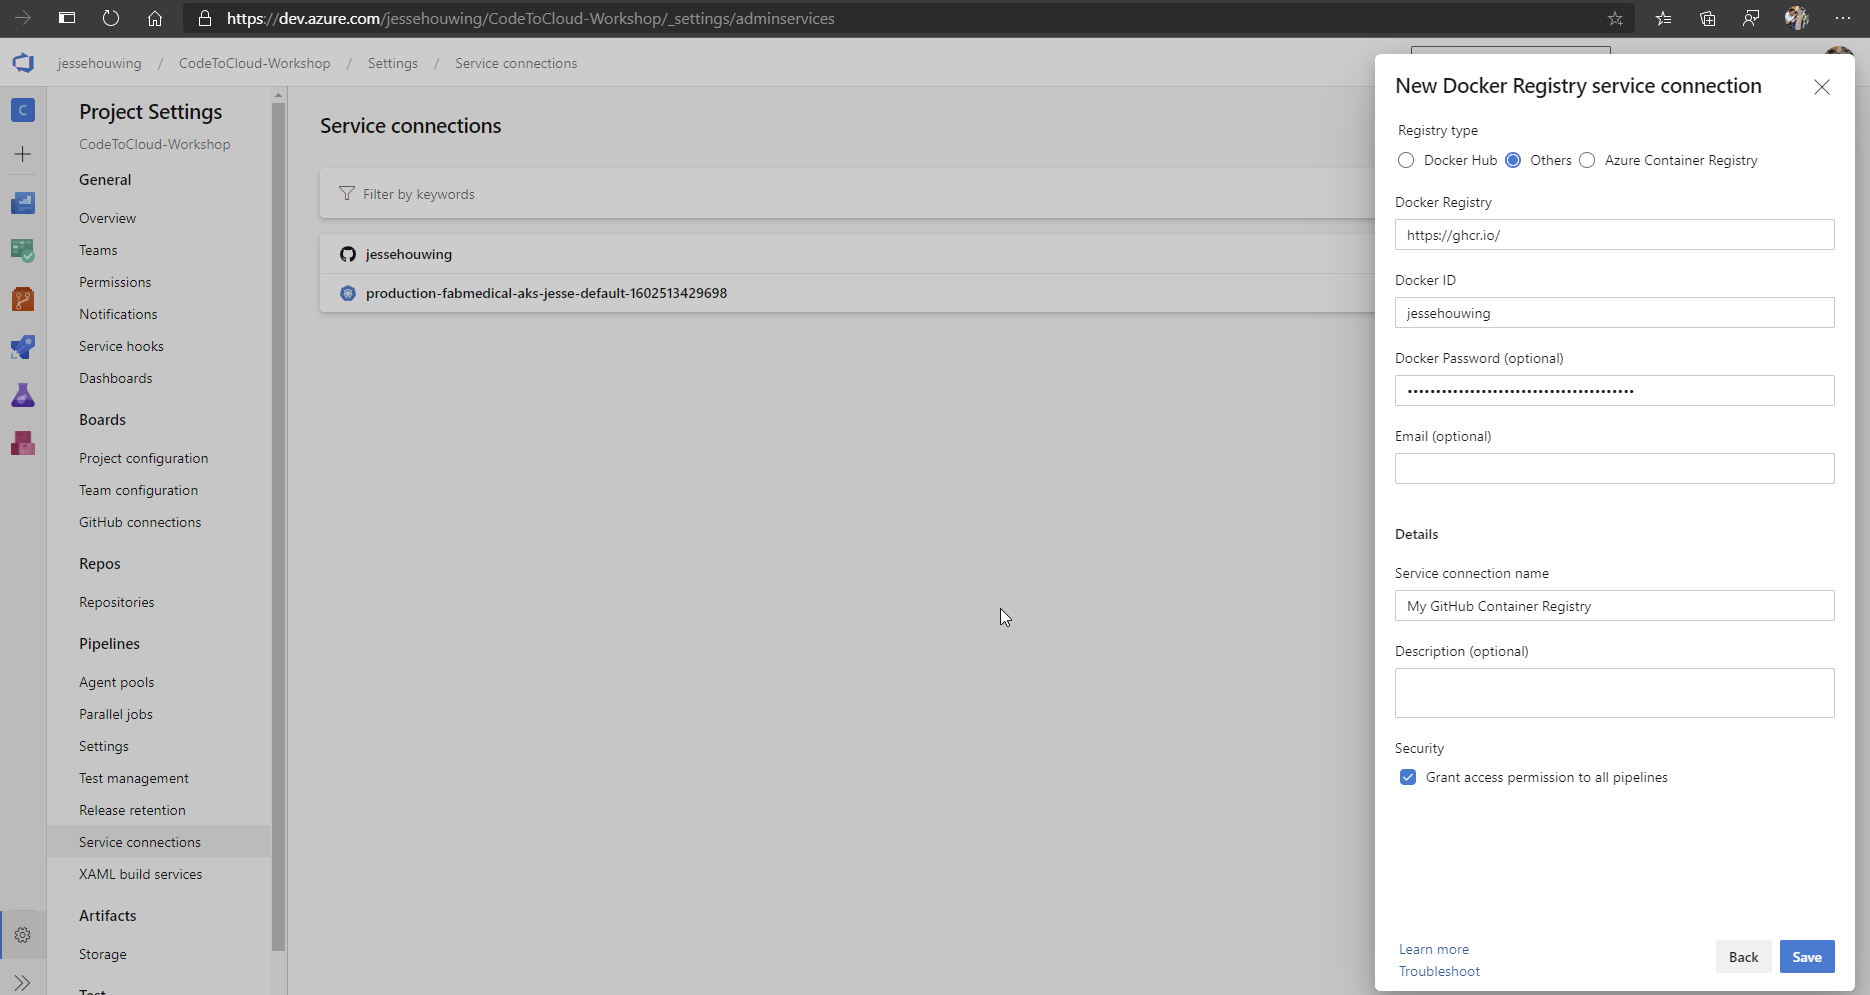 https://dev.azure.com/jessehouwing/CodeToCloud-Workshop/_settings/adminservices
jessehouwing / CodeToCloud-Workshop / Settings / Service connections
C
Project Settings
CodeToCloud-Workshop
General
Overview
Teams
Permissions
Notifications
Service hooks
Dashboards
Boards
Project configuration
Team configuration
GitHub connections
Repos
Repositories
Pipelines
Agent pools
Parallel jobs
Settings
Test management
Release retention
Service connections
XAML build services
Artifacts
Storage
Test
Service connections
Filter by keywords
jessehouwing
production-fabmedical-aks-jesse-default-1602513429698
New Docker Registry service connection
Registry type
Docker Hub Others Azure Container Registry
Docker Registry
https://ghcr.io/
Docker ID
jessehouwing
Docker Password (optional)
Email (optional)
Details
Service connection name
My GitHub Container Registry
Description (optional)
Security
Grant access permission to all pipelines
Learn more
Troubleshoot
Back Save